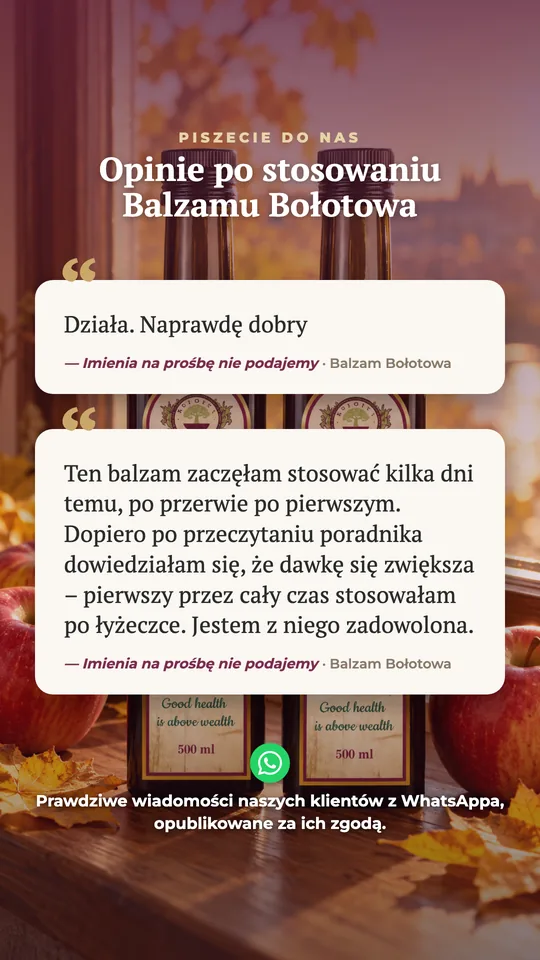 PISZECIE DO NAS
Opinie po stosowaniu
Balzamu Bołotowa
“
Działa. Naprawdę dobry
— Imienia na prośbę nie podajemy · Balzam Bołotowa
“
Ten balzam zaczęłam stosować kilka dni
temu, po przerwie po pierwszym.
Dopiero po przeczytaniu poradnika
dowiedziałam się, że dawkę się zwiększa
– pierwszy przez cały czas stosowałam
po łyżeczce. Jestem z niego zadowolona.
— Imienia na prośbę nie podajemy · Balzam Bołotowa
Good health
is above wealth
500 ml
Good health
is above wealth
500 ml
Prawdziwe wiadomości naszych klientów z WhatsAppa,
opublikowane za ich zgodą.